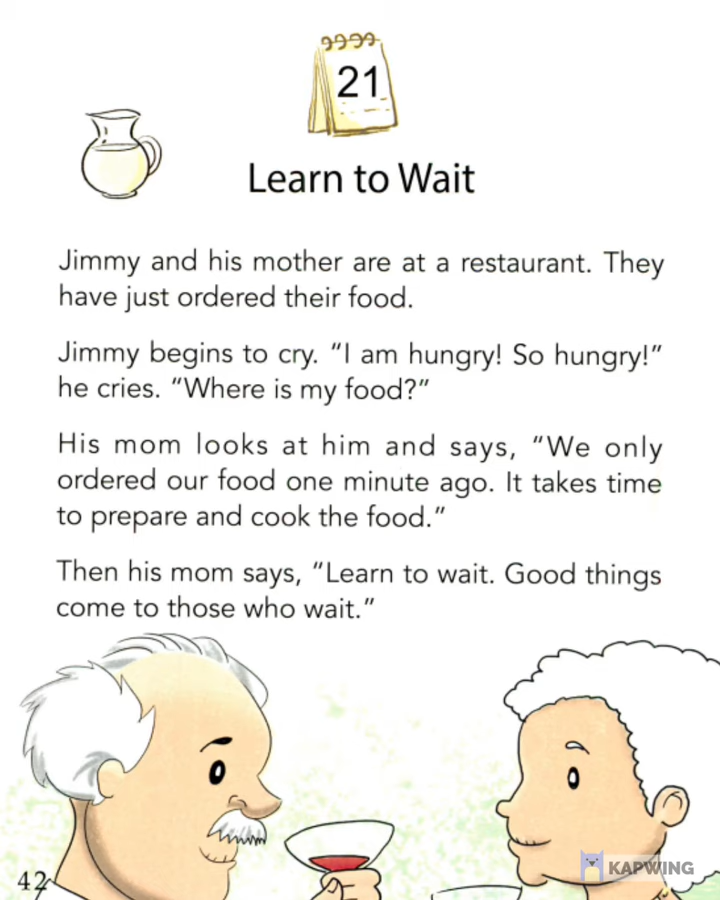 21
Learn to Wait
Jimmy and his mother are at a restaurant. They
have just ordered their food.
Jimmy begins to cry. “I am hungry! So hungry!”
he cries. “Where is my food?”
His mom looks at him and says, “We only
ordered our food one minute ago. It takes time
to prepare and cook the food.”
Then his mom says, “Learn to wait. Good things
come to those who wait.”
KAPWING
42